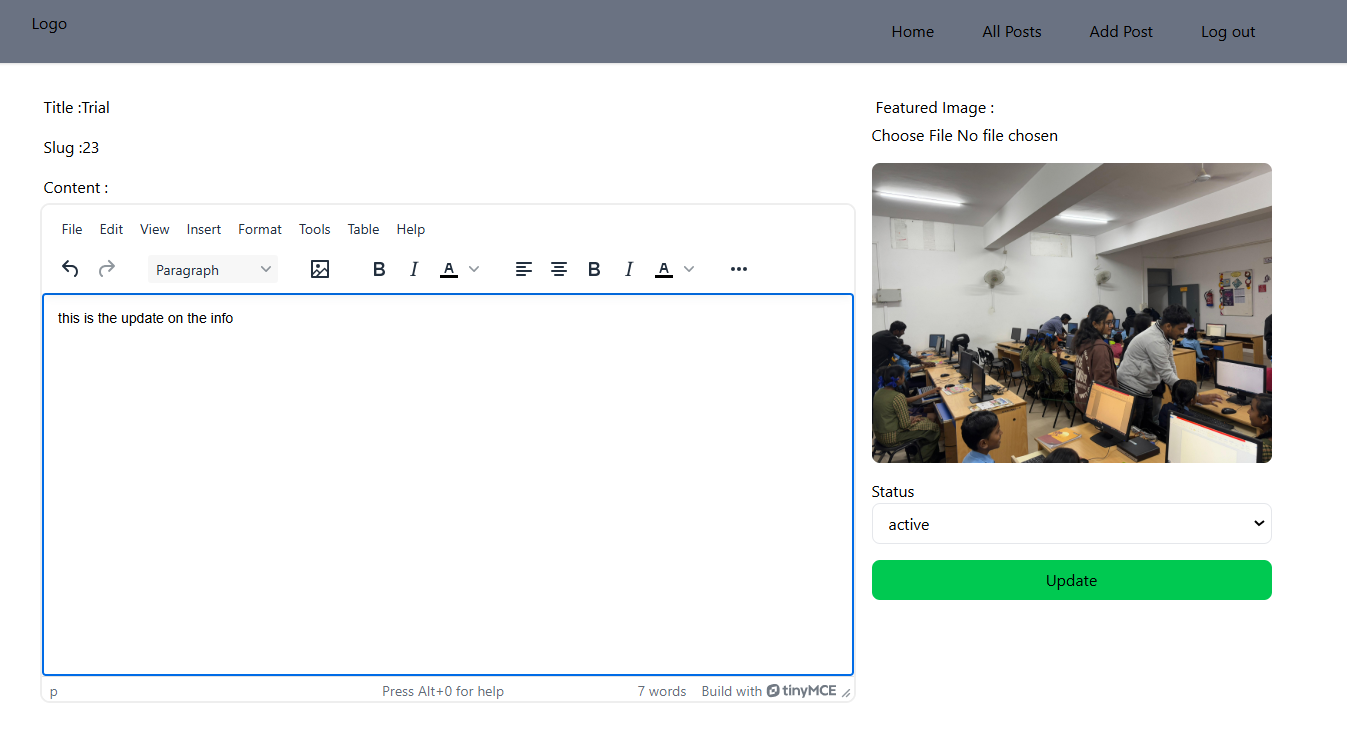 Logo
Home All Posts Add Post Log out
Title :Trial
Slug :23
Content :
File Edit View Insert Format Tools Table Help
Paragraph
B I A B I A
this is the update on the info
p Press Alt+0 for help 7 words Build with tinyMCE
Featured Image :
Choose File No file chosen
Status
active
Update